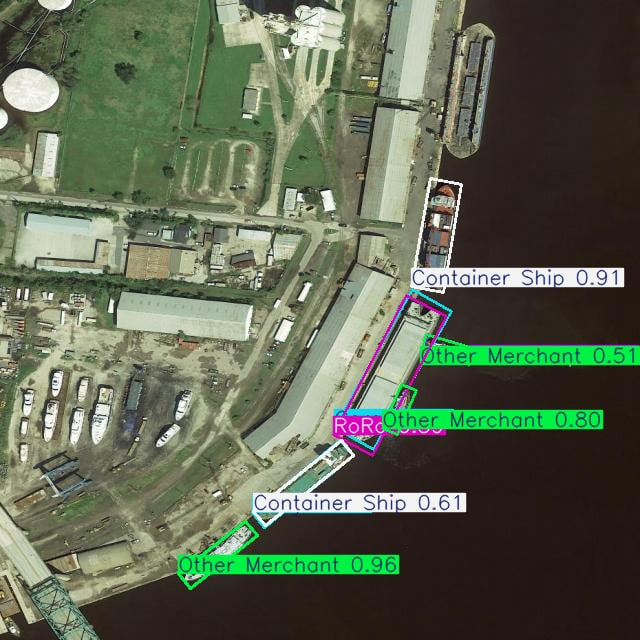 Container Ship 0.91
Other Merchant 0.51
Other Merchant 0.80
RoRo
Container Ship 0.61
Other Merchant 0.96